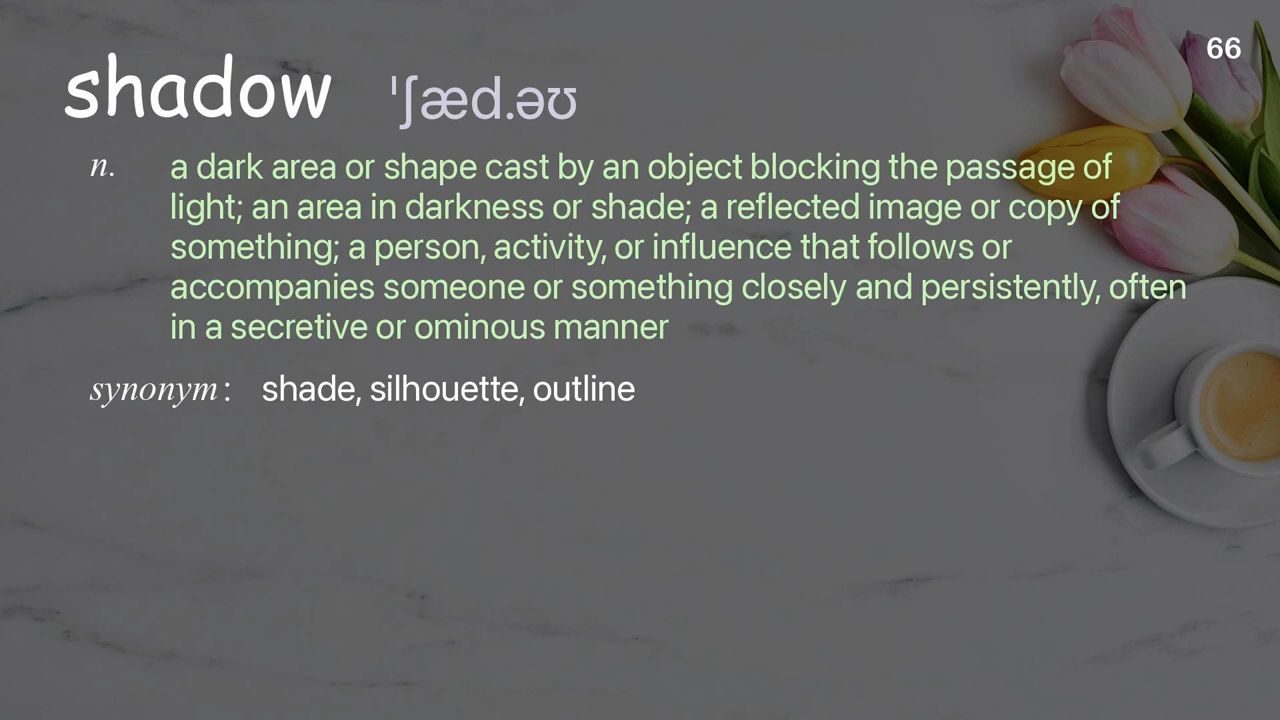 66
shadow ˈʃæd.əʊ
n. a dark area or shape cast by an object blocking the passage of
light; an area in darkness or shade; a reflected image or copy of
something; a person, activity, or influence that follows or
accompanies someone or something closely and persistently, often
in a secretive or ominous manner
synonym: shade, silhouette, outline